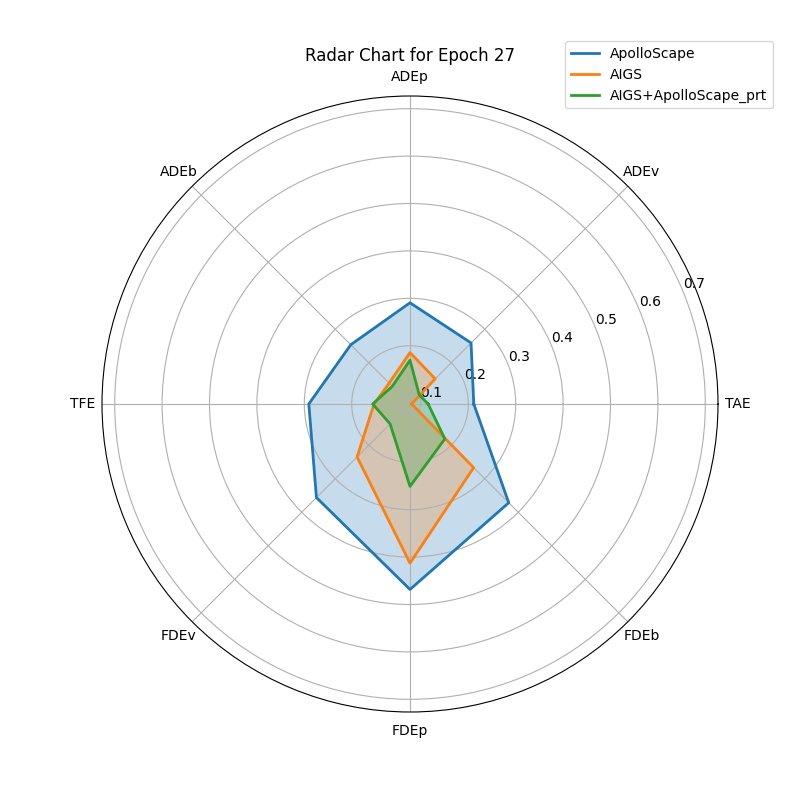 Radar Chart for Epoch 27
ApolloScape
AIGS
AIGS+ApolloScape_prt
ADEp
ADEb
ADEv
0.7
0.6
0.5
0.4
0.3
0.2
0.1
TFE
TAE
FDEv
FDEb
FDEp